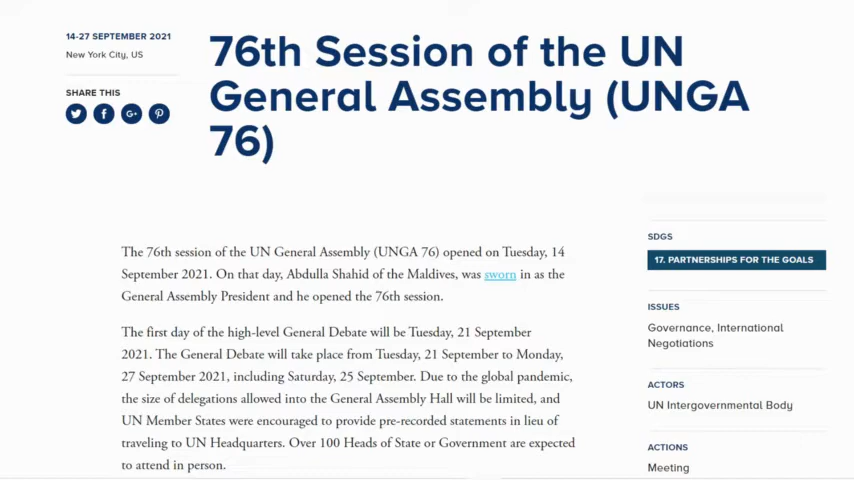 14-27 SEPTEMBER 2021
New York City, US
SHARE THIS
76th Session of the UN
General Assembly (UNGA
76)
The 76th session of the UN General Assembly (UNGA 76) opened on Tuesday, 14
September 2021. On that day, Abdulla Shahid of the Maldives, was sworn in as the
General Assembly President and he opened the 76th session.
The first day of the high-level General Debate will be Tuesday, 21 September
2021. The General Debate will take place from Tuesday, 21 September to Monday,
27 September 2021, including Saturday, 25 September. Due to the global pandemic,
the size of delegations allowed into the General Assembly Hall will be limited, and
UN Member States were encouraged to provide pre-recorded statements in lieu of
traveling to UN Headquarters. Over 100 Heads of State or Government are expected
to attend in person.
SDGS
17. PARTNERSHIPS FOR THE GOALS
ISSUES
Governance, International
Negotiations
ACTORS
UN Intergovernmental Body
ACTIONS
Meeting